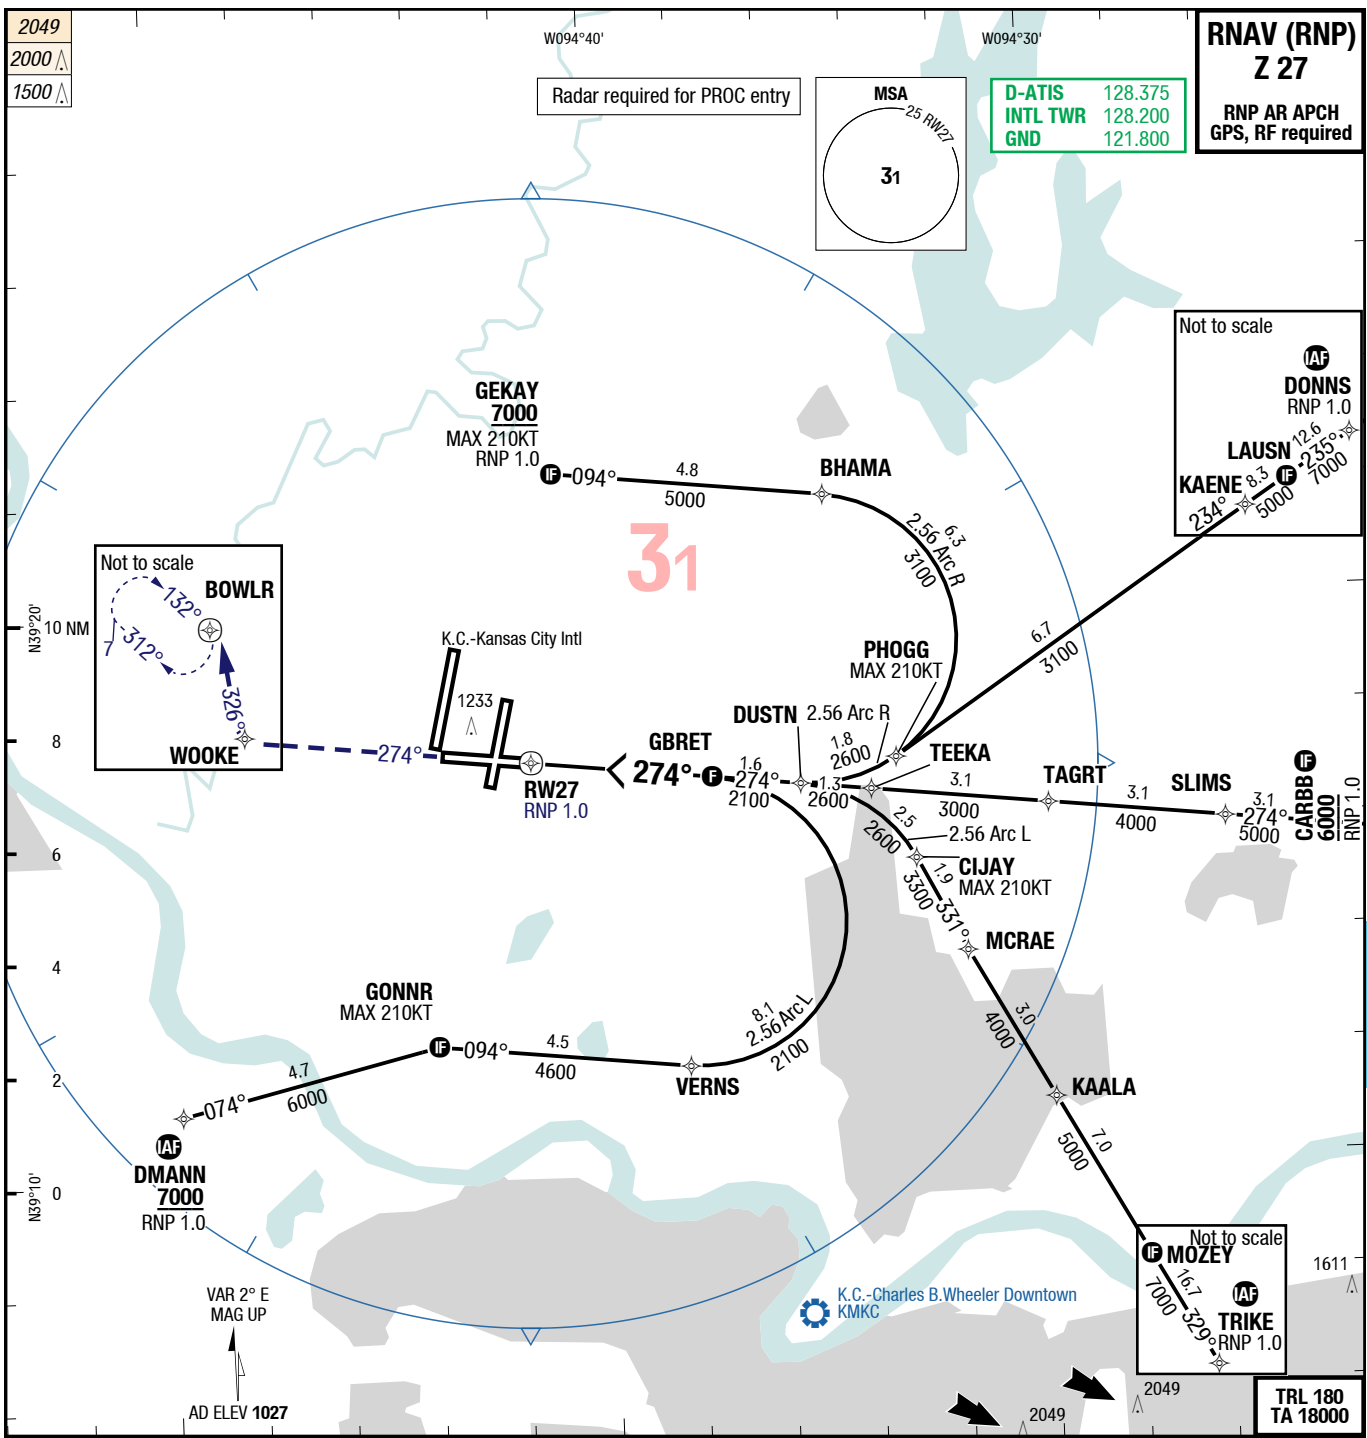 2049
2000
1500
W094°40'
W094°30'
RNAV (RNP)
Z 27
RNP AR APCH
GPS, RF required
Radar required for PROC entry
MSA
25 RW27
31
D-ATIS 128.375
INTL TWR 128.200
GND 121.800
Not to scale
IAF
DONNS
RNP 1.0
12.6
235°
7000
LAUSN
IF
8.3
5000
KAENE
234°
6.7
3100
GEKAY
7000
MAX 210KT
RNP 1.0
IF
094°
4.8
5000
BHAMA
6.3
2.56 Arc R
3100
31
Not to scale
BOWLR
132°
312°
7
326°
WOOKE
274°
N39°20'
10 NM
8
6
4
2
0
N39°10'
K.C.-Kansas City Intl
1233
RW27
RNP 1.0
GBRET
274°
F
1.6
274°
2100
DUSTN
PHOGG
MAX 210KT
2.56 Arc R
1.8
2600
1.3
2600
TEEKA
3.1
3000
TAGRT
3.1
4000
SLIMS
3.1
274°
5000
IF
CARBB
6000
RNP 1.0
2.5
2600
2.56 Arc L
CIJAY
MAX 210KT
1.9
3300
331°
MCRAE
3.0
4000
KAALA
7.0
5000
GONNR
MAX 210KT
IF
094°
4.5
4600
VERNS
8.1
2.56 Arc L
2100
4.7
6000
074°
IAF
DMANN
7000
RNP 1.0
Not to scale
IF
MOZEY
16.7
7000
329°
IAF
TRIKE
RNP 1.0
1611
VAR 2° E
MAG UP
AD ELEV 1027
K.C.-Charles B.Wheeler Downtown
KMKC
2049
2049
TRL 180
TA 18000